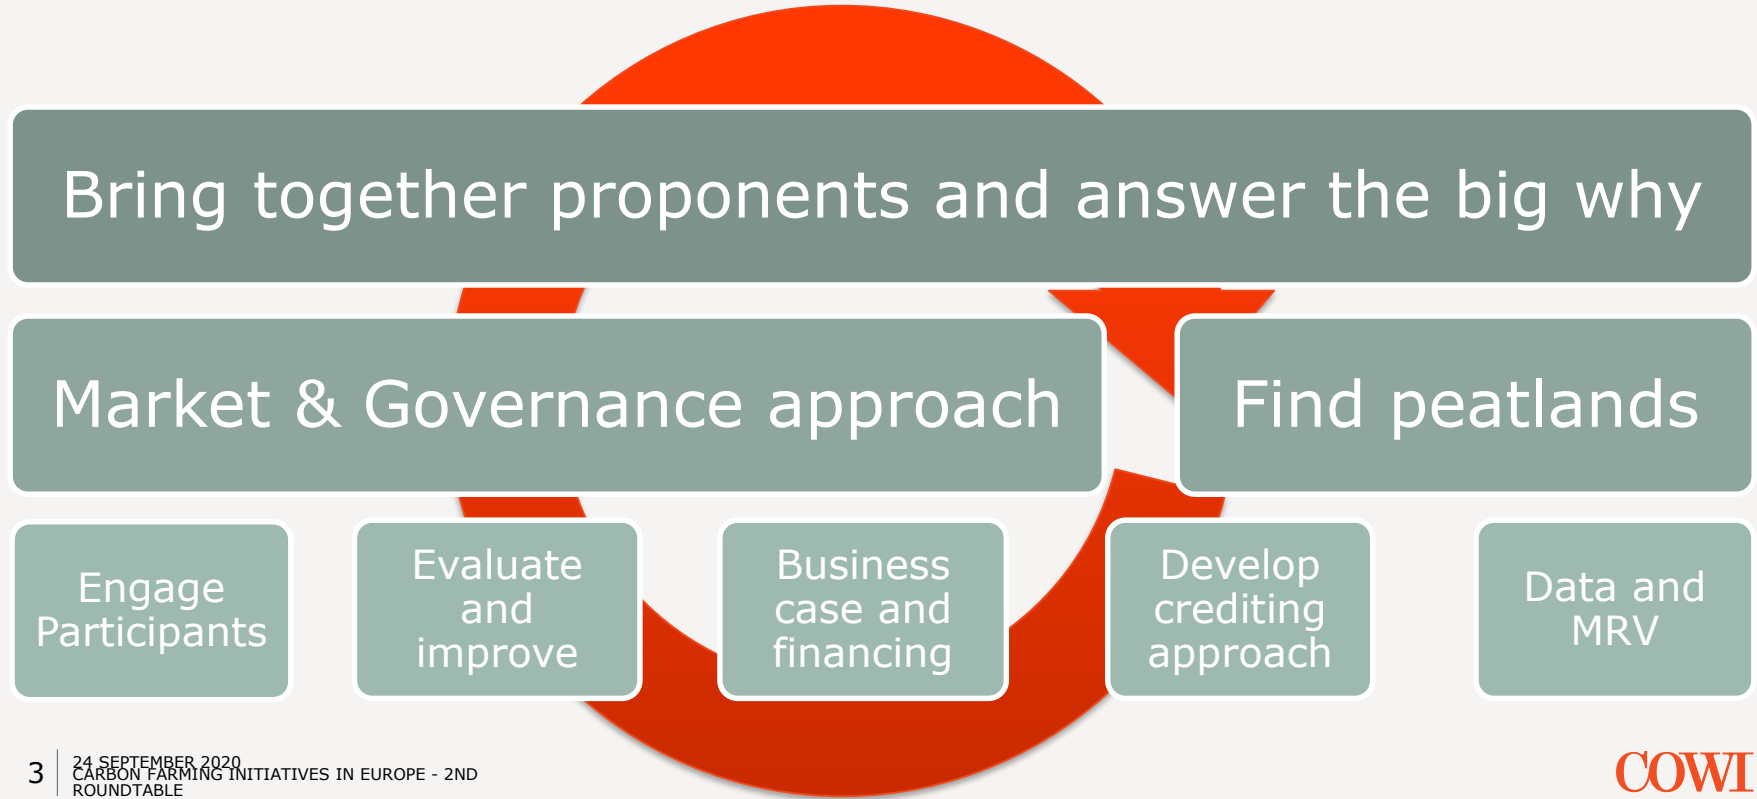 Bring together proponents and answer the big why
Market & Governance approach
Find peatlands
Engage
Participants
Evaluate
and
improve
Business
case and
financing
Develop
crediting
approach
Data and
MRV
3
24 SEPTEMBER 2020
CARBON FARMING INITIATIVES IN EUROPE - 2ND
ROUNDTABLE
COWI